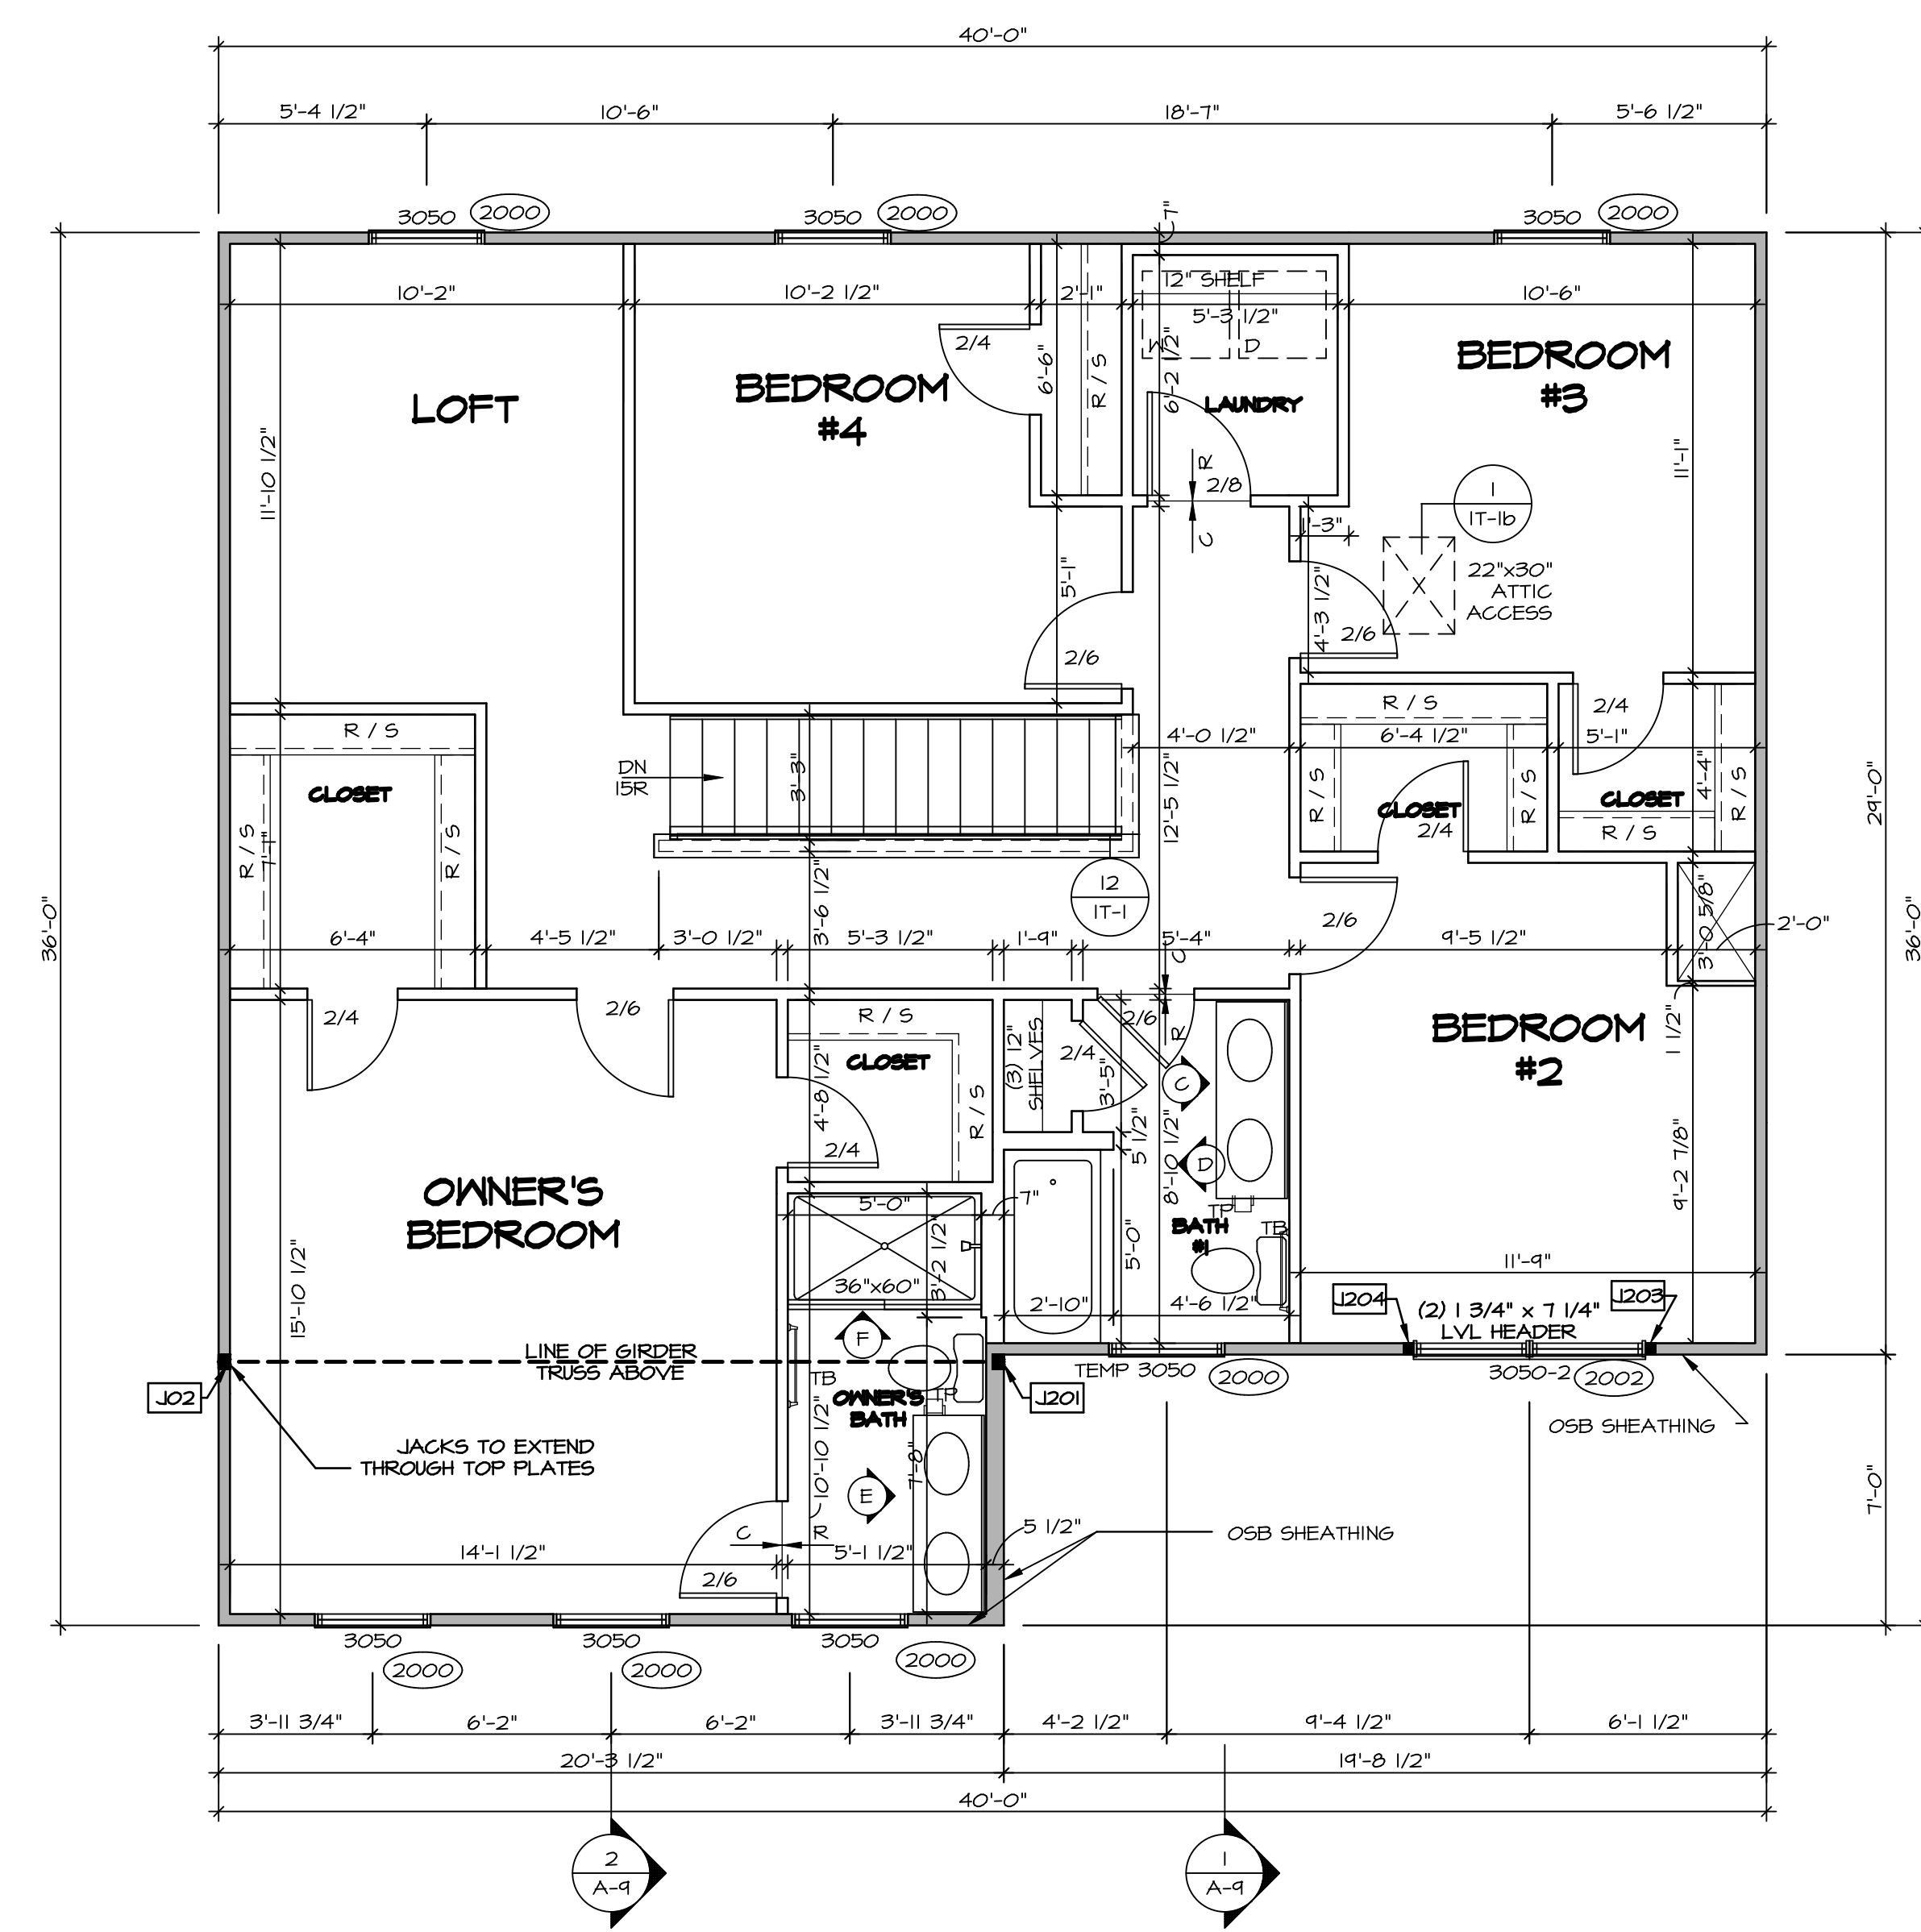 40'-0"
5'-4 1/2" 10'-6" 18'-7" 5'-6 1/2"
3050 2000 3050 2000 7" 3050 2000
10'-2" 10'-2 1/2" 2'-1" 12" SHELF 10'-6"
5'-3 1/2"
2/4 W D
6'-6" R / S 6'-2 1/2"
LOFT
BEDROOM
#4
LAUNDRY
BEDROOM
#3
11'-10 1/2"
11'-1"
R
2/8
C
1
1T-1b
1'-3"
22"x30"
ATTIC
ACCESS
5'-1"
4'-3 1/2"
2/6
2/6
R / S
R / S
2/4
4'-0 1/2" 6'-4 1/2" 5'-1"
DN
15R
3'-3"
12'-5 1/2"
4'-4"
29'-0"
CLOSET
R / S
7'-11"
R / S
R / S
CLOSET
2/4
R / S
CLOSET
R / S
R / S
12
1T-1
36'-0"
36'-0"
3'-6 1/2"
2/6
3'-0 5/8"
2'-0"
6'-4" 4'-5 1/2" 3'-0 1/2" 5'-3 1/2" 1'-9" 5'-4" 9'-5 1/2"
C
R
2/4
2/6
R / S
2/6
CLOSET
4'-8 1/2"
R / S
2/4
(3) 12"
SHELVES
2/4
3'-5"
C
1 1/2"
BEDROOM
#2
5 1/2"
8'-10 1/2"
D
9'-2 7/8"
OWNER'S
BEDROOM
5'-0"
7"
TP
TB
BATH
#1
5'-0"
3'-2 1/2"
36"x60"
15'-10 1/2"
11'-9"
2'-10" 4'-6 1/2"
J204
(2) 1 3/4" x 7 1/4"
LVL HEADER
J203
F
LINE OF GIRDER
TRUSS ABOVE
TB
TP
OWNER'S
BATH
J02
J201
TEMP 3050 2000
3050-2 2002
OSB SHEATHING
JACKS TO EXTEND
THROUGH TOP PLATES
10'-10 1/2"
7'-8"
E
7'-0"
C R
5 1/2"
OSB SHEATHING
14'-1 1/2" 5'-1 1/2"
2/6
3050 3050 3050
2000 2000 2000
3'-11 3/4" 6'-2" 6'-2" 3'-11 3/4" 4'-2 1/2" 9'-4 1/2" 6'-1 1/2"
20'-3 1/2" 19'-8 1/2"
40'-0"
2
A-9
1
A-9